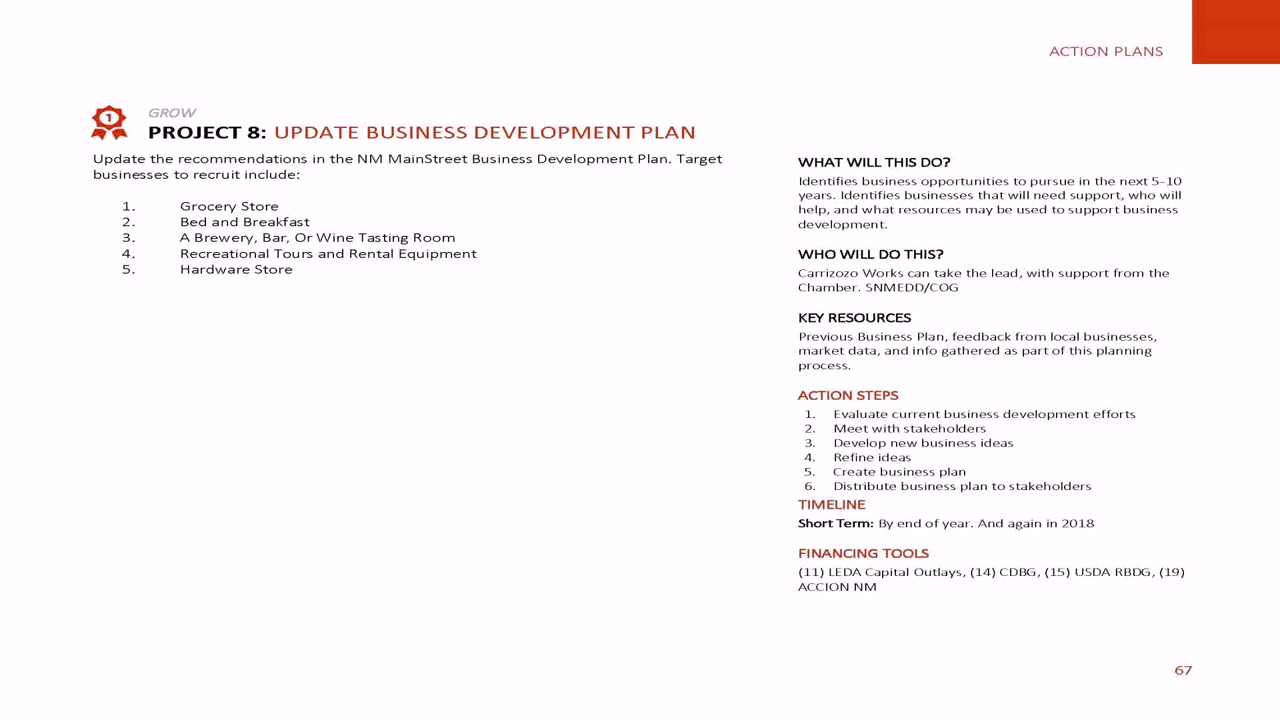 ACTION PLANS
1
GROW
PROJECT 8: UPDATE BUSINESS DEVELOPMENT PLAN
Update the recommendations in the NM MainStreet Business Development Plan. Target
businesses to recruit include:
1. Grocery Store
2. Bed and Breakfast
3. A Brewery, Bar, Or Wine Tasting Room
4. Recreational Tours and Rental Equipment
5. Hardware Store
WHAT WILL THIS DO?
Identifies business opportunities to pursue in the next 5-10
years. Identifies businesses that will need support, who will
help, and what resources may be used to support business
development.
WHO WILL DO THIS?
Carrizozo Works can take the lead, with support from the
Chamber. SNMEDD/COG
KEY RESOURCES
Previous Business Plan, feedback from local businesses,
market data, and info gathered as part of this planning
process.
ACTION STEPS
1. Evaluate current business development efforts
2. Meet with stakeholders
3. Develop new business ideas
4. Refine ideas
5. Create business plan
6. Distribute business plan to stakeholders
TIMELINE
Short Term: By end of year. And again in 2018
FINANCING TOOLS
(11) LEDA Capital Outlays, (14) CDBG, (15) USDA RBDG, (19)
ACCION NM
67